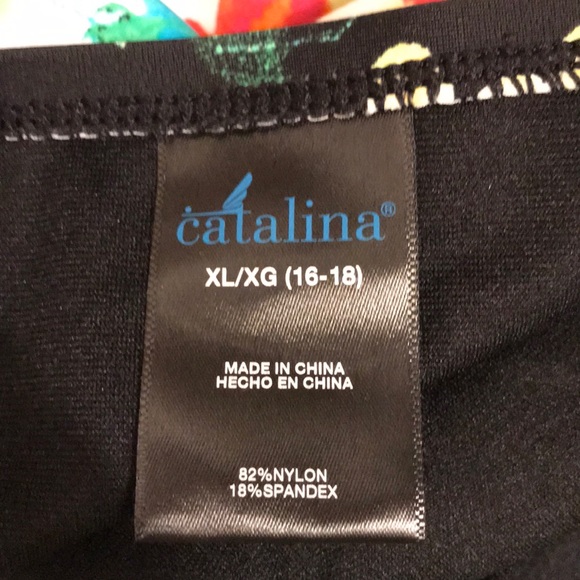 catalina®
XL/XG (16-18)
MADE IN CHINA
HECHO EN CHINA
82%NYLON
18%SPANDEX